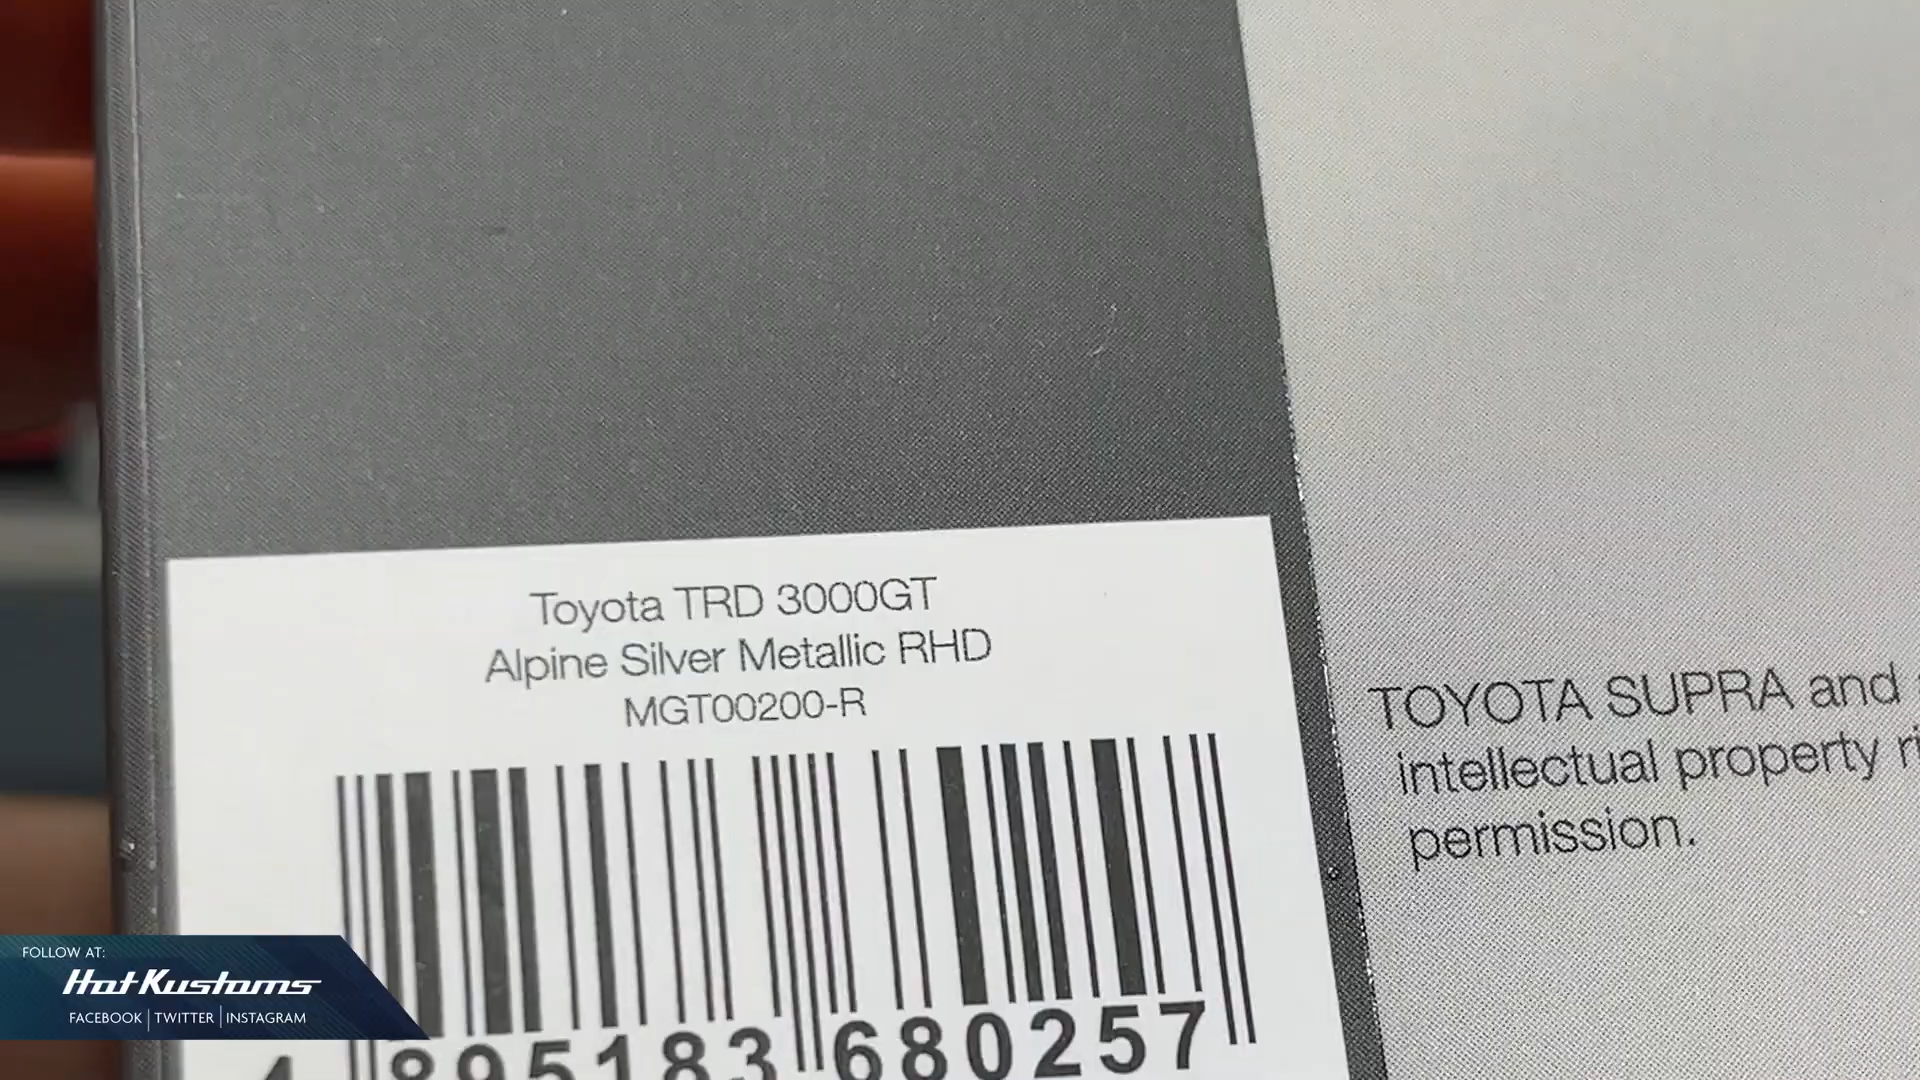 Toyota TRD 3000GT
Alpine Silver Metallic RHD
MGT00200-R
4 895183 680257
TOYOTA SUPRA and
intellectual property
permission.
FOLLOW AT:
HotKustoms
FACEBOOK | TWITTER | INSTAGRAM